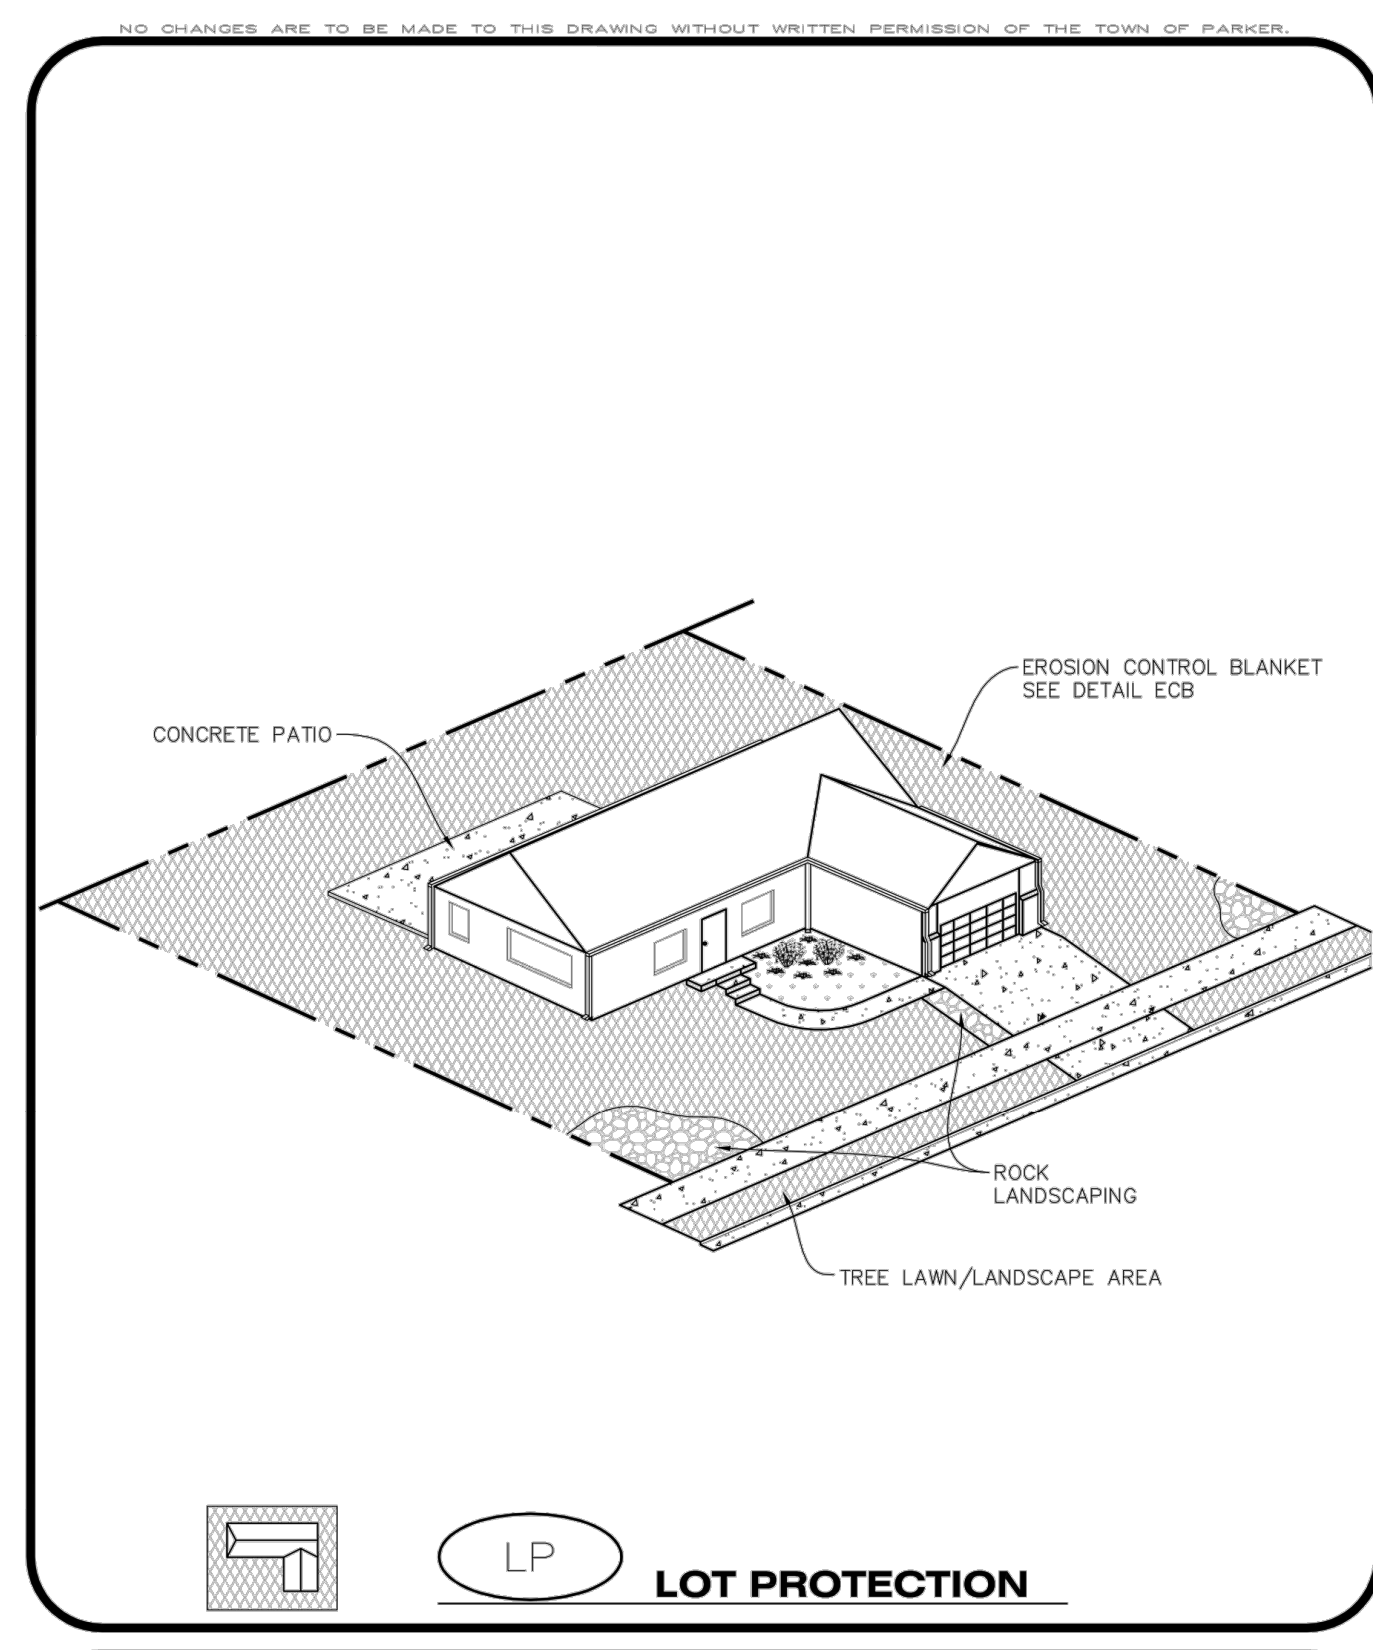 NO CHANGES ARE TO BE MADE TO THIS DRAWING WITHOUT WRITTEN PERMISSION OF THE TOWN OF PARKER.
EROSION CONTROL BLANKET
SEE DETAIL ECB
CONCRETE PATIO
ROCK
LANDSCAPING
TREE LAWN/LANDSCAPE AREA
LP
LOT PROTECTION